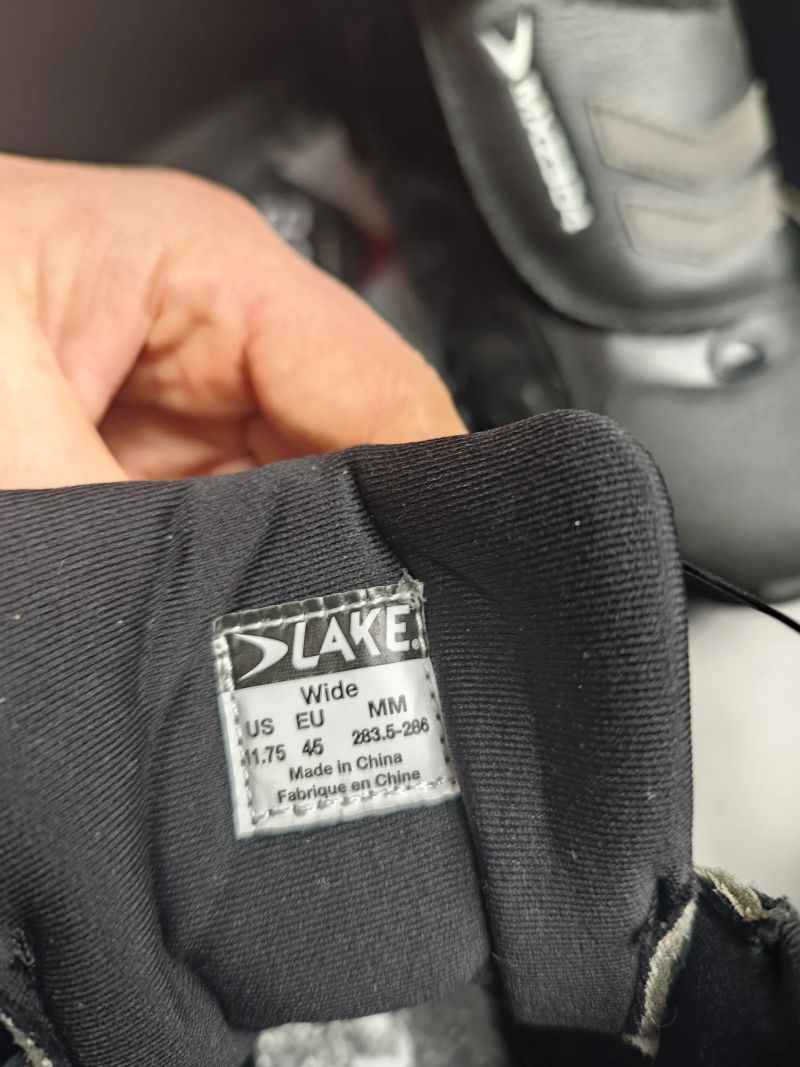 LAKE®
Wide
US EU MM
11.75 45 283.5-286
Made in China
Fabrique en Chine